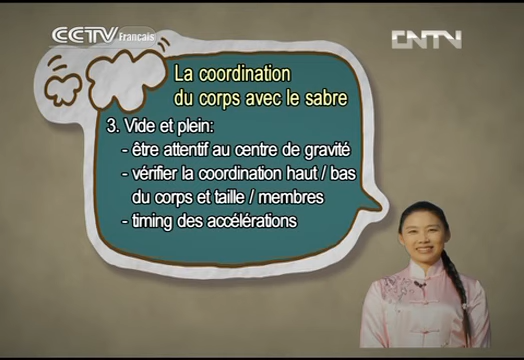 CCTV Français
CNTV
La coordination
du corps avec le sabre
3. Vide et plein:
- être attentif au centre de gravité
- vérifier la coordination haut / bas
du corps et taille / membres
- timing des accélérations